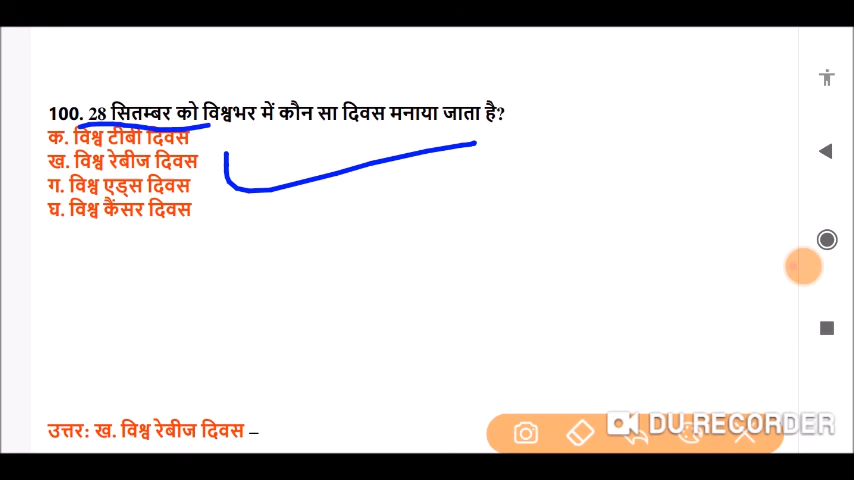 100. 28 सितम्बर को विश्वभर में कौन सा दिवस मनाया जाता है?
क. विश्व टीबी दिवस
ख. विश्व रेबीज दिवस
ग. विश्व एड्स दिवस
घ. विश्व कैंसर दिवस
उत्तर: ख. विश्व रेबीज दिवस –
DU RECORDER